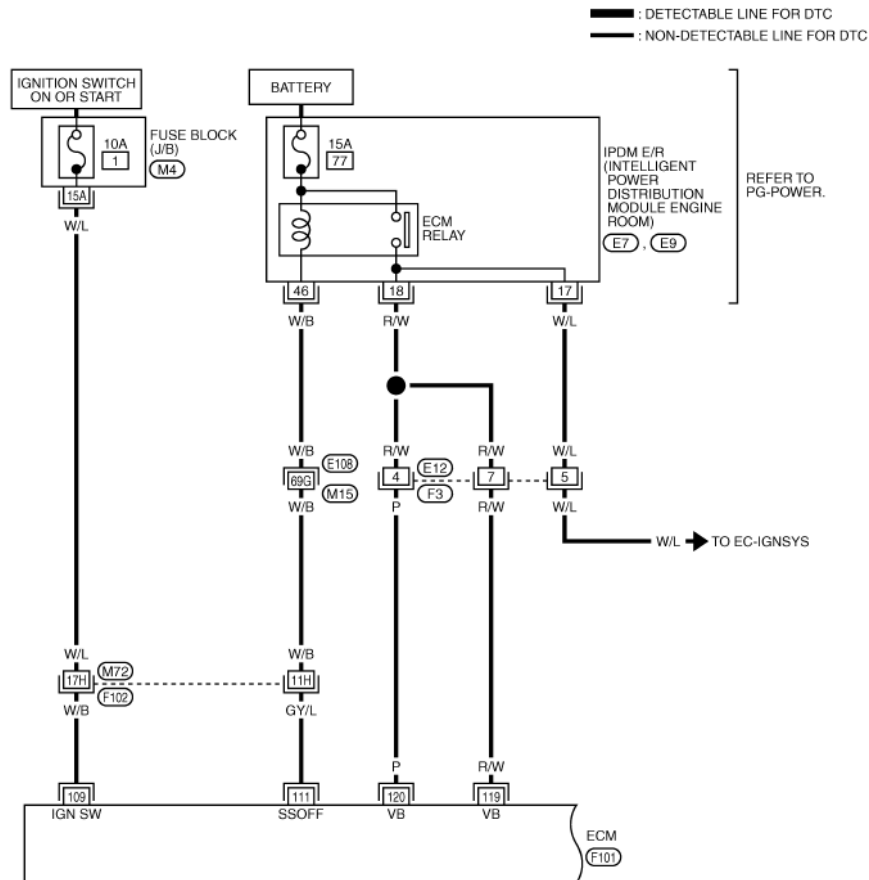 : DETECTABLE LINE FOR DTC
: NON-DETECTABLE LINE FOR DTC
IGNITION SWITCH
ON OR START
BATTERY
10A
1
FUSE BLOCK
(J/B)
M4
15A
77
IPDM E/R
(INTELLIGENT
POWER
DISTRIBUTION
MODULE ENGINE
ROOM)
E7 , E9
REFER TO
PG-POWER.
15A
W/L
ECM
RELAY
46
18
17
W/B
R/W
W/L
W/B
R/W
R/W
W/L
E108
E12
69G
4
7
5
M15
F3
W/B
P
R/W
W/L
W/L
TO EC-IGNSYS
W/L
W/B
M72
17H
11H
F102
W/B
GY/L
P
R/W
109
111
120
119
IGN SW
SSOFF
VB
VB
ECM
F101